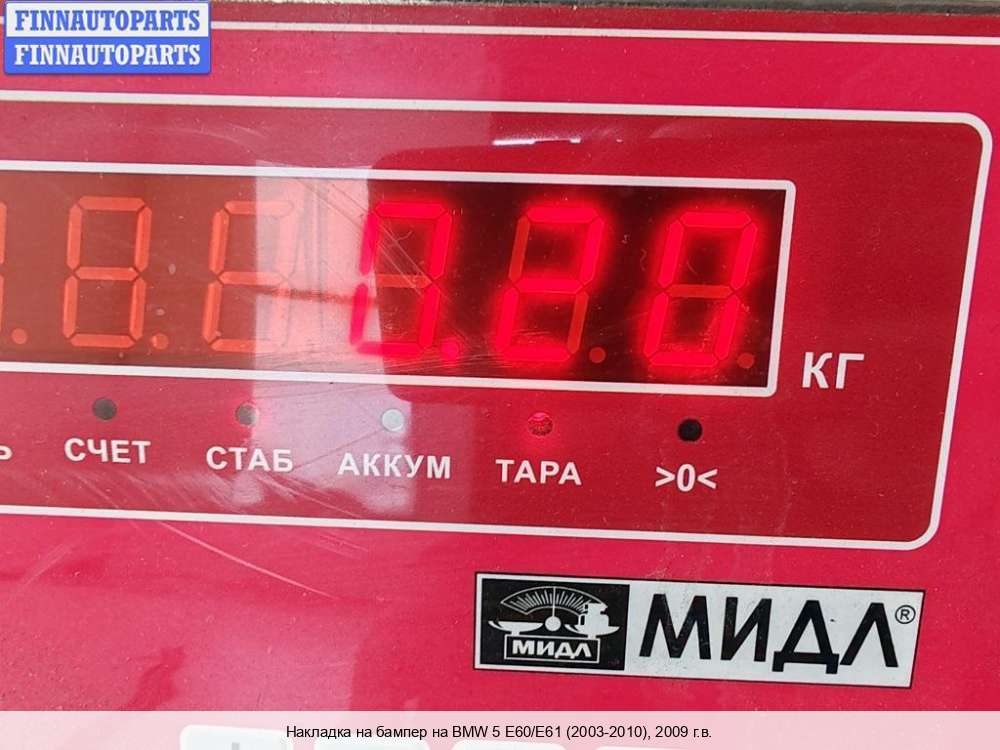 FINNAUTOPARTS
FINNAUTOPARTS
0.20
КГ
СЧЕТ
СТАБ
АККУМ
ТАРА
>0<
МИДЛ
МИДЛ®
Накладка на бампер на BMW 5 E60/E61 (2003-2010), 2009 г.в.